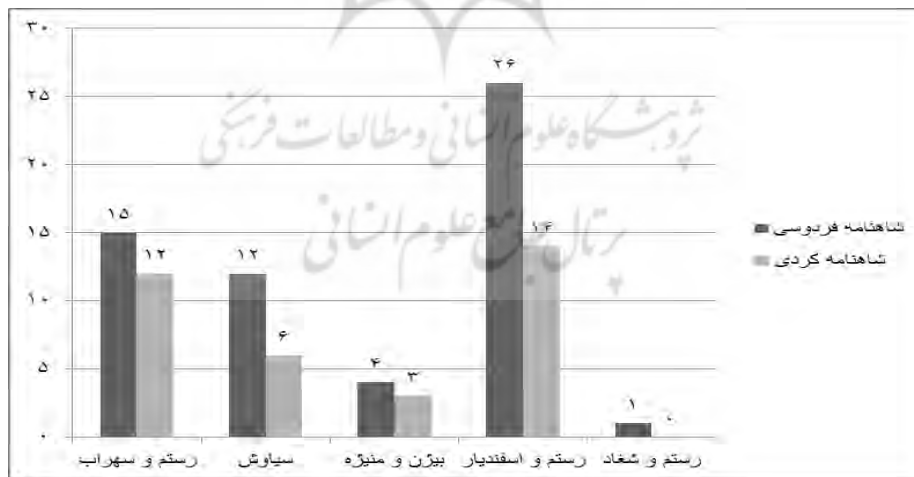 ۳۰
۲۵
۲۰
۱۵
۱۰
۵
۰
۱۵
۱۲
۱۲
۶
۴
۳
۲۶
۱۴
۱
۰
رستم و سهراب
سیاوش
بیژن و منیژه
رستم و اسفندیار
رستم و شغاد
شاهنامه فردوسی
شاهنامه کردی
پژوهشگاه علوم انسانی و مطالعات فرهنگی
پرتال جامع علوم انسانی